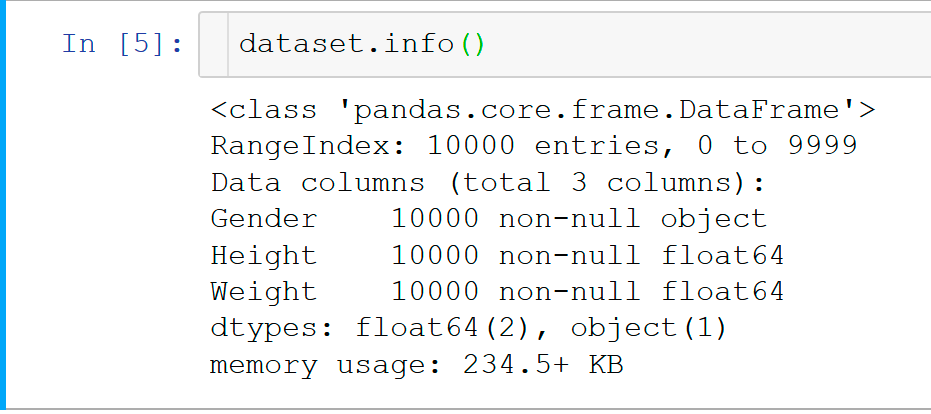 In [5]: dataset.info()
<class 'pandas.core.frame.DataFrame'>
RangeIndex: 10000 entries, 0 to 9999
Data columns (total 3 columns):
Gender    10000 non-null object
Height    10000 non-null float64
Weight    10000 non-null float64
dtypes: float64(2), object(1)
memory usage: 234.5+ KB